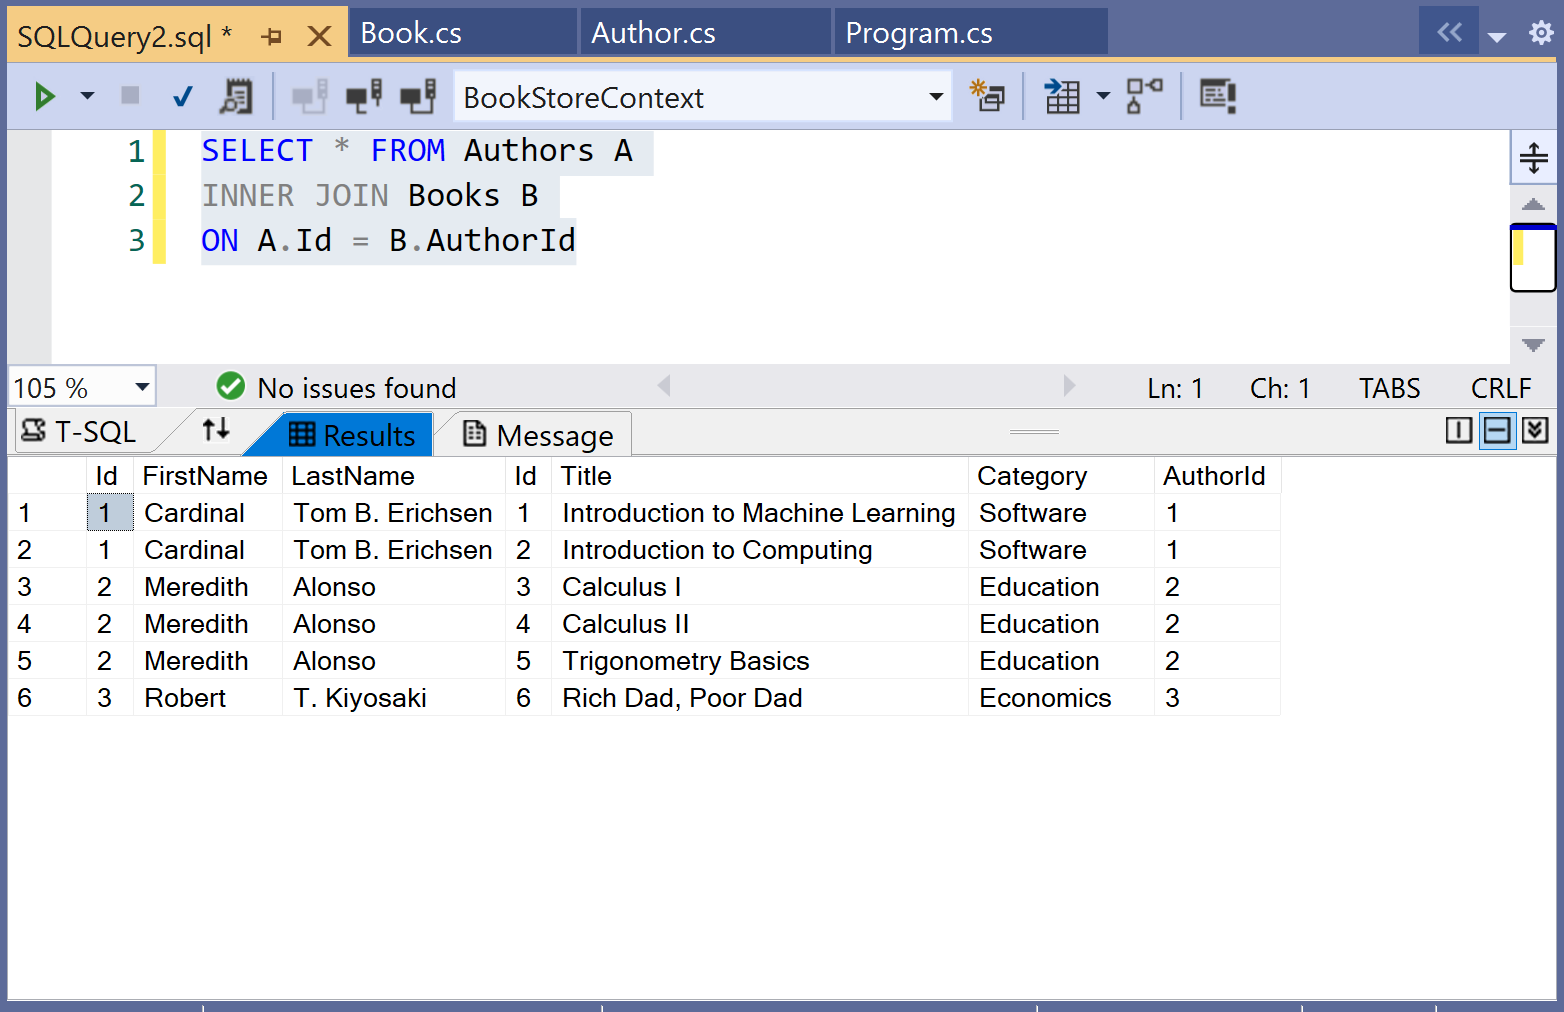 SQLQuery2.sql * Book.cs Author.cs Program.cs
BookStoreContext
1 SELECT * FROM Authors A
2 INNER JOIN Books B
3 ON A.Id = B.AuthorId
105 % No issues found Ln: 1 Ch: 1 TABS CRLF
T-SQL Results Message
Id FirstName LastName Id Title Category AuthorId
1 1 Cardinal Tom B. Erichsen 1 Introduction to Machine Learning Software 1
2 1 Cardinal Tom B. Erichsen 2 Introduction to Computing Software 1
3 2 Meredith Alonso 3 Calculus I Education 2
4 2 Meredith Alonso 4 Calculus II Education 2
5 2 Meredith Alonso 5 Trigonometry Basics Education 2
6 3 Robert T. Kiyosaki 6 Rich Dad, Poor Dad Economics 3